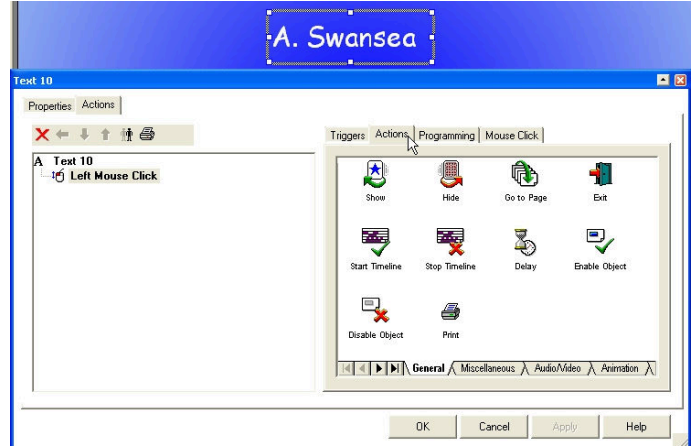 A. Swansea
Text 10
Properties Actions
Triggers Actions Programming Mouse Click
A Text 10
Left Mouse Click
Show Hide Go to Page Exit
Start Timeline Stop Timeline Delay Enable Object
Disable Object Print
General Miscellaneous Audio/Video Animation
OK Cancel Apply Help